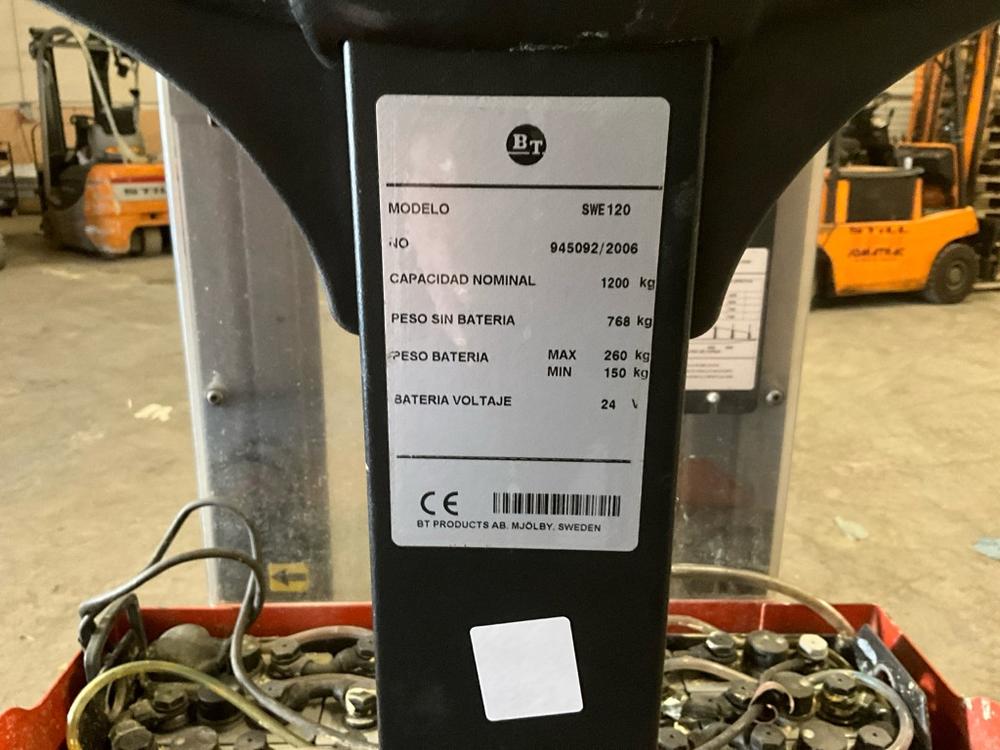 BT
MODELO SWE120
NO 945092/2006
CAPACIDAD NOMINAL 1200 kg
PESO SIN BATERIA 768 kg
PESO BATERIA MAX 260 kg
MIN 150 kg
BATERIA VOLTAJE 24 V
CE
BT PRODUCTS AB. MJÖLBY. SWEDEN
STILL
STILL